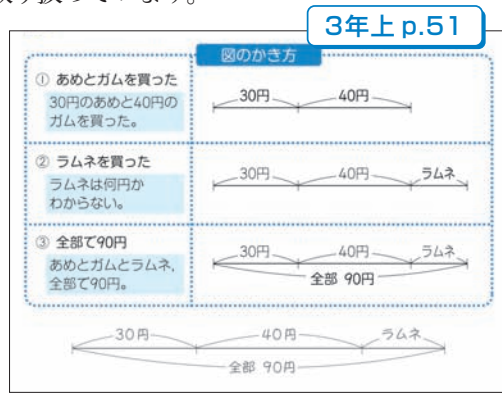 3年上 p.51
図のかき方
① あめとガムを買った
30円のあめと40円の
ガムを買った。
30円 40円
② ラムネを買った
ラムネは何円か
わからない。
30円 40円 ラムネ
③ 全部で90円
あめとガムとラムネ,
全部で90円。
30円 40円 ラムネ
全部 90円
30円 40円 ラムネ
全部 90円